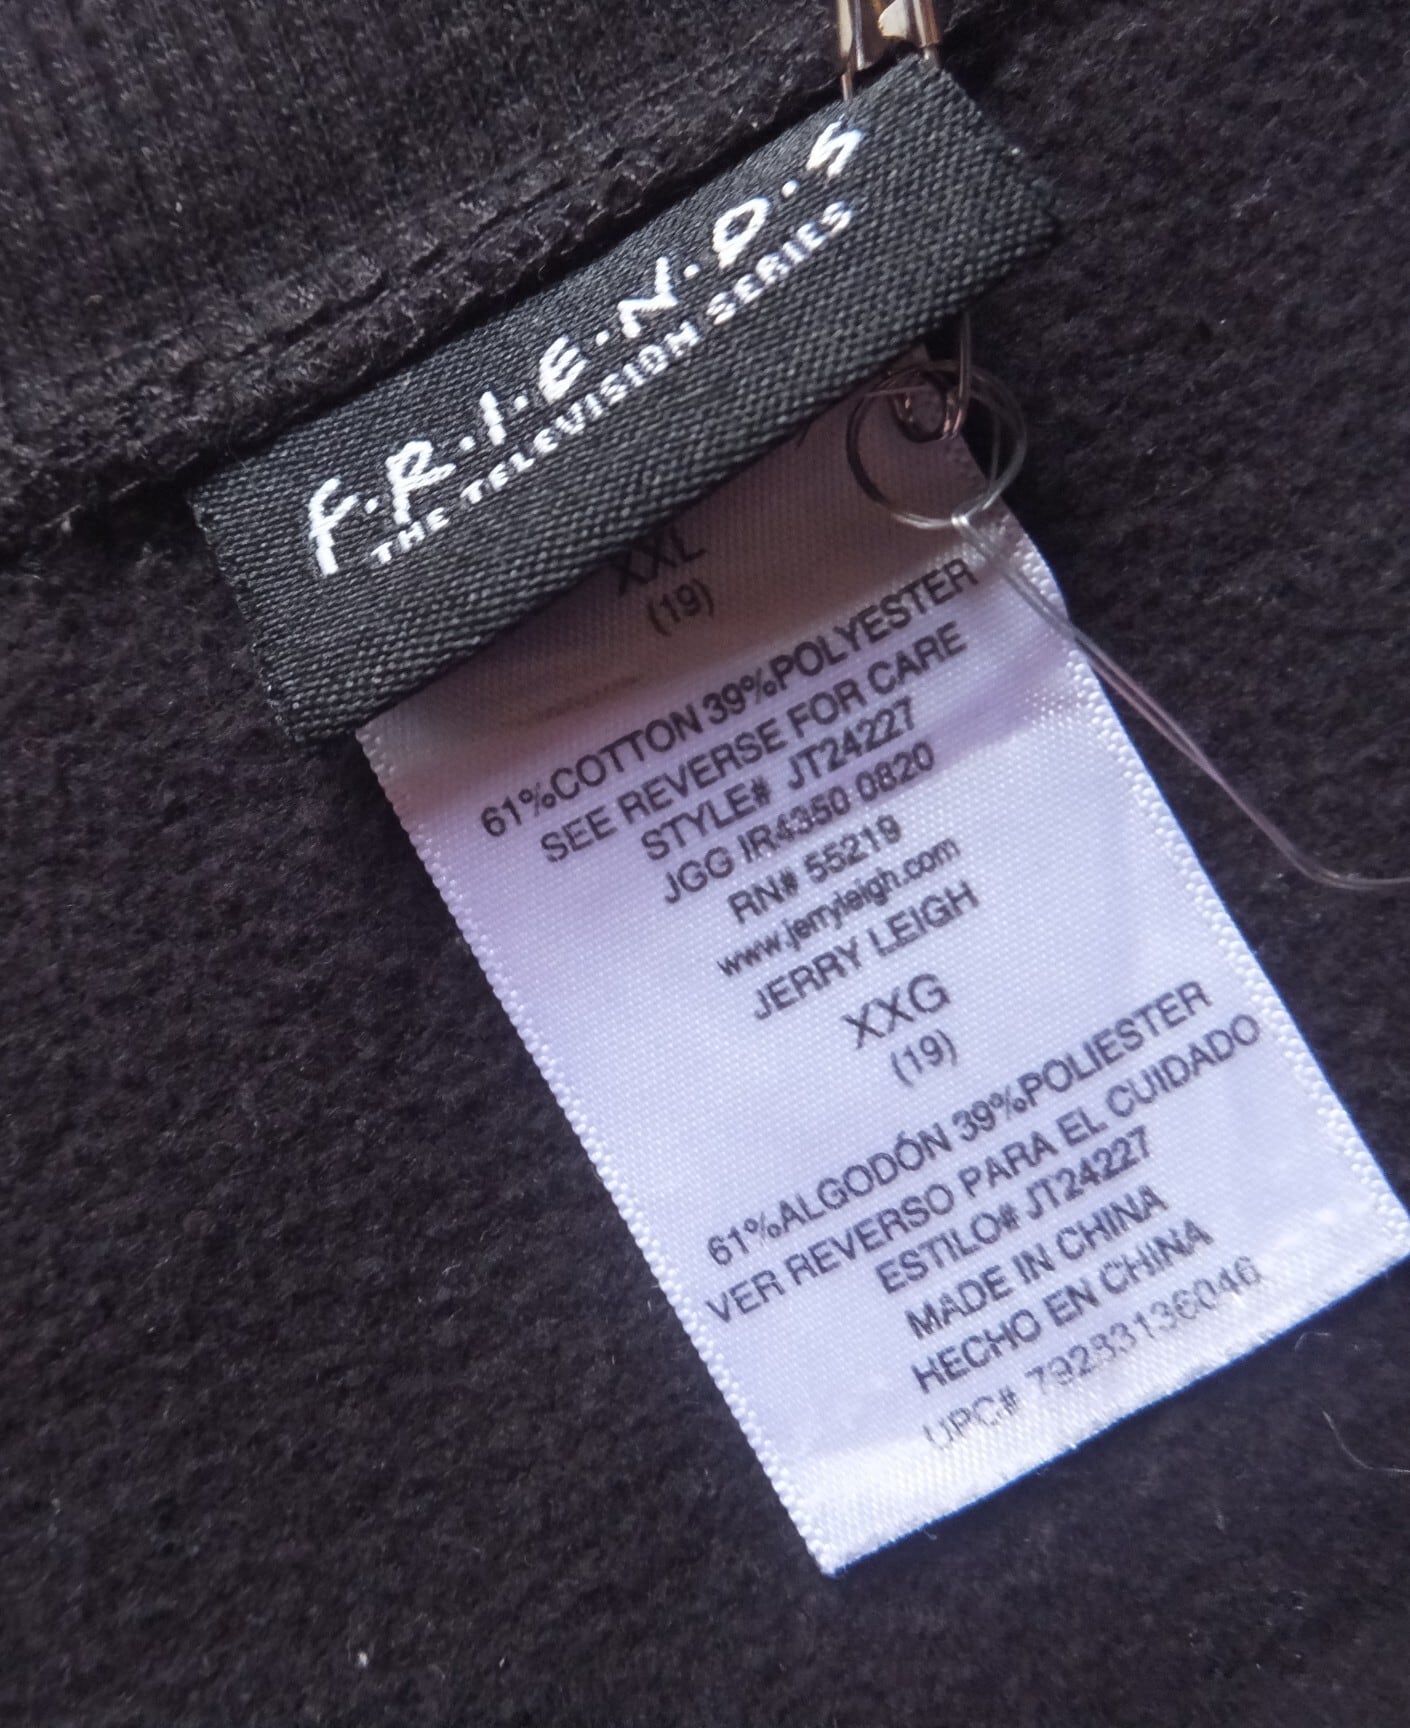 F·R·I·E·N·D·S
THE TELEVISION SERIES
XXL
(19)
61%COTTON 39%POLYESTER
SEE REVERSE FOR CARE
STYLE# JT24227
JGG IR4350 0820
RN# 55219
www.jerryleigh.com
JERRY LEIGH
XXG
(19)
61%ALGODÓN 39%POLIESTER
VER REVERSO PARA EL CUIDADO
ESTILO# JT24227
MADE IN CHINA
HECHO EN CHINA
UPC#